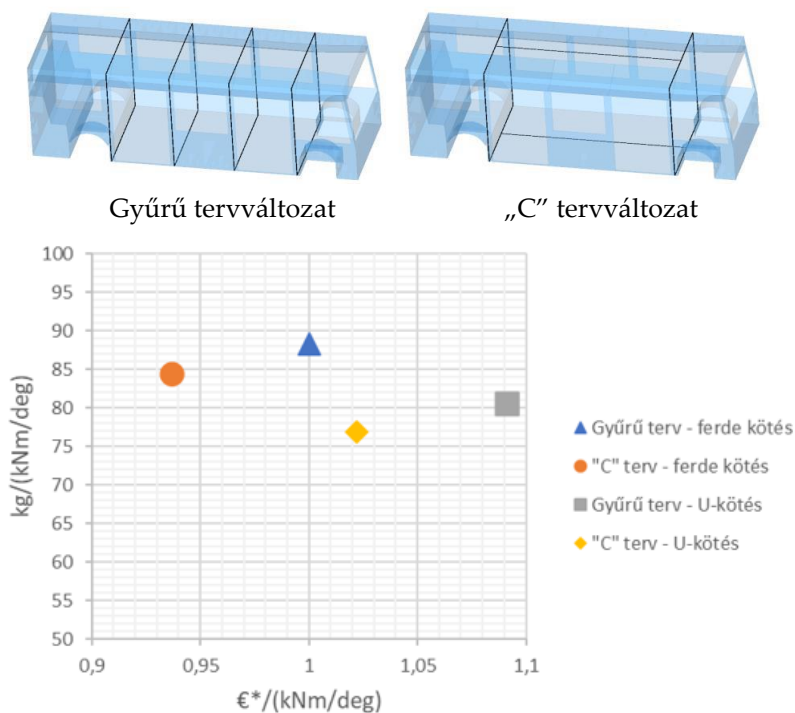 Gyűrű tervváltozat
„C” tervváltozat
100
95
90
85
80
75
70
65
60
55
50
kg/(kNm/deg)
0,9
0,95
1
1,05
1,1
€*/(kNm/deg)
Gyűrű terv - ferde kötés
"C" terv - ferde kötés
Gyűrű terv - U-kötés
"C" terv - U-kötés